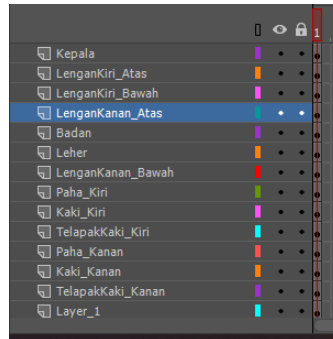 1
Kepala
LenganKiri_Atas
LenganKiri_Bawah
LenganKanan_Atas
Badan
Leher
LenganKanan_Bawah
Paha_Kiri
Kaki_Kiri
TelapakKaki_Kiri
Paha_Kanan
Kaki_Kanan
TelapakKaki_Kanan
Layer_1